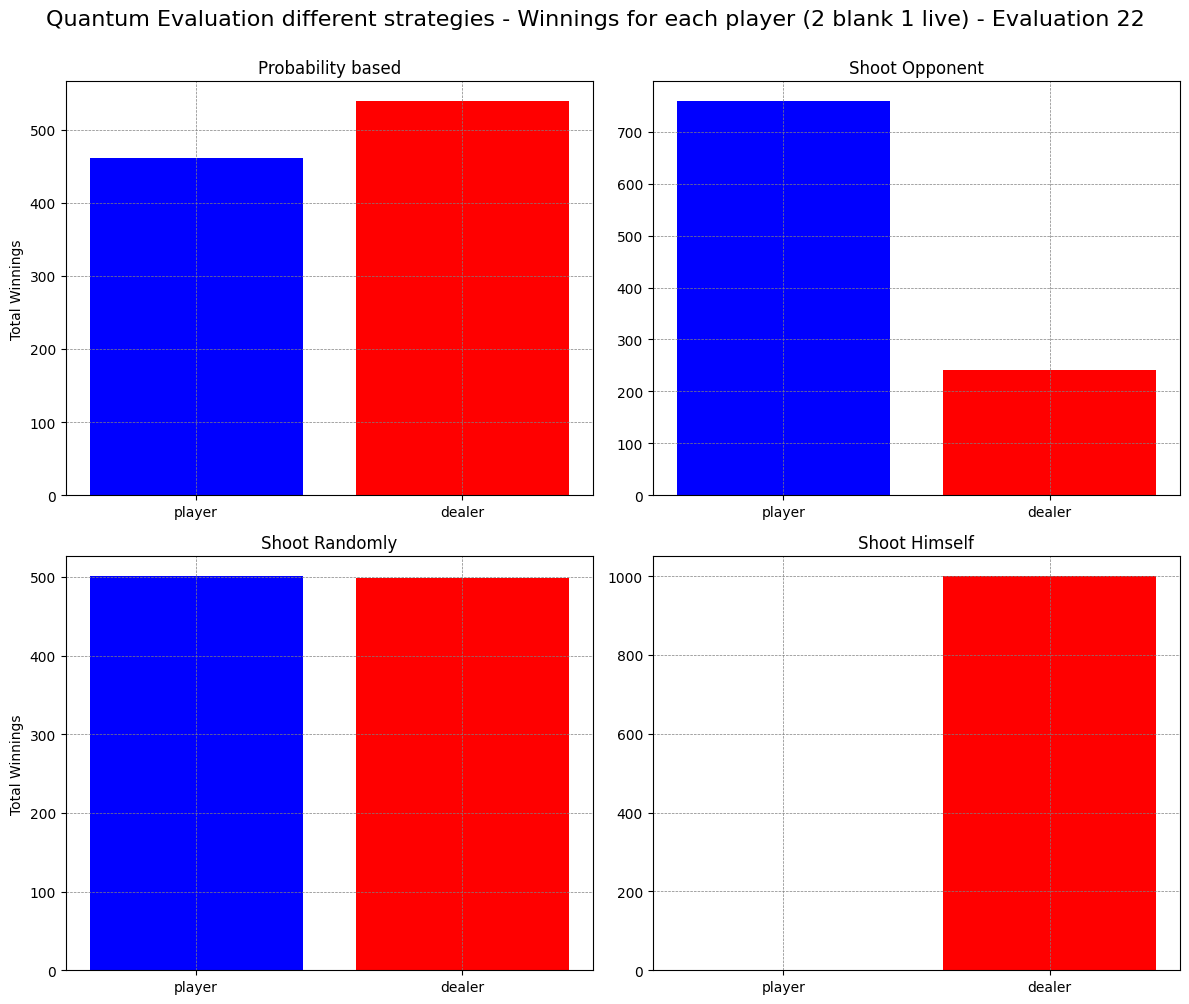 Quantum Evaluation different strategies - Winnings for each player (2 blank 1 live) - Evaluation 22
Probability based
Total Winnings
500
400
300
200
100
0
player dealer
Shoot Opponent
700
600
500
400
300
200
100
0
player dealer
Shoot Randomly
Total Winnings
500
400
300
200
100
0
player dealer
Shoot Himself
1000
800
600
400
200
0
player dealer